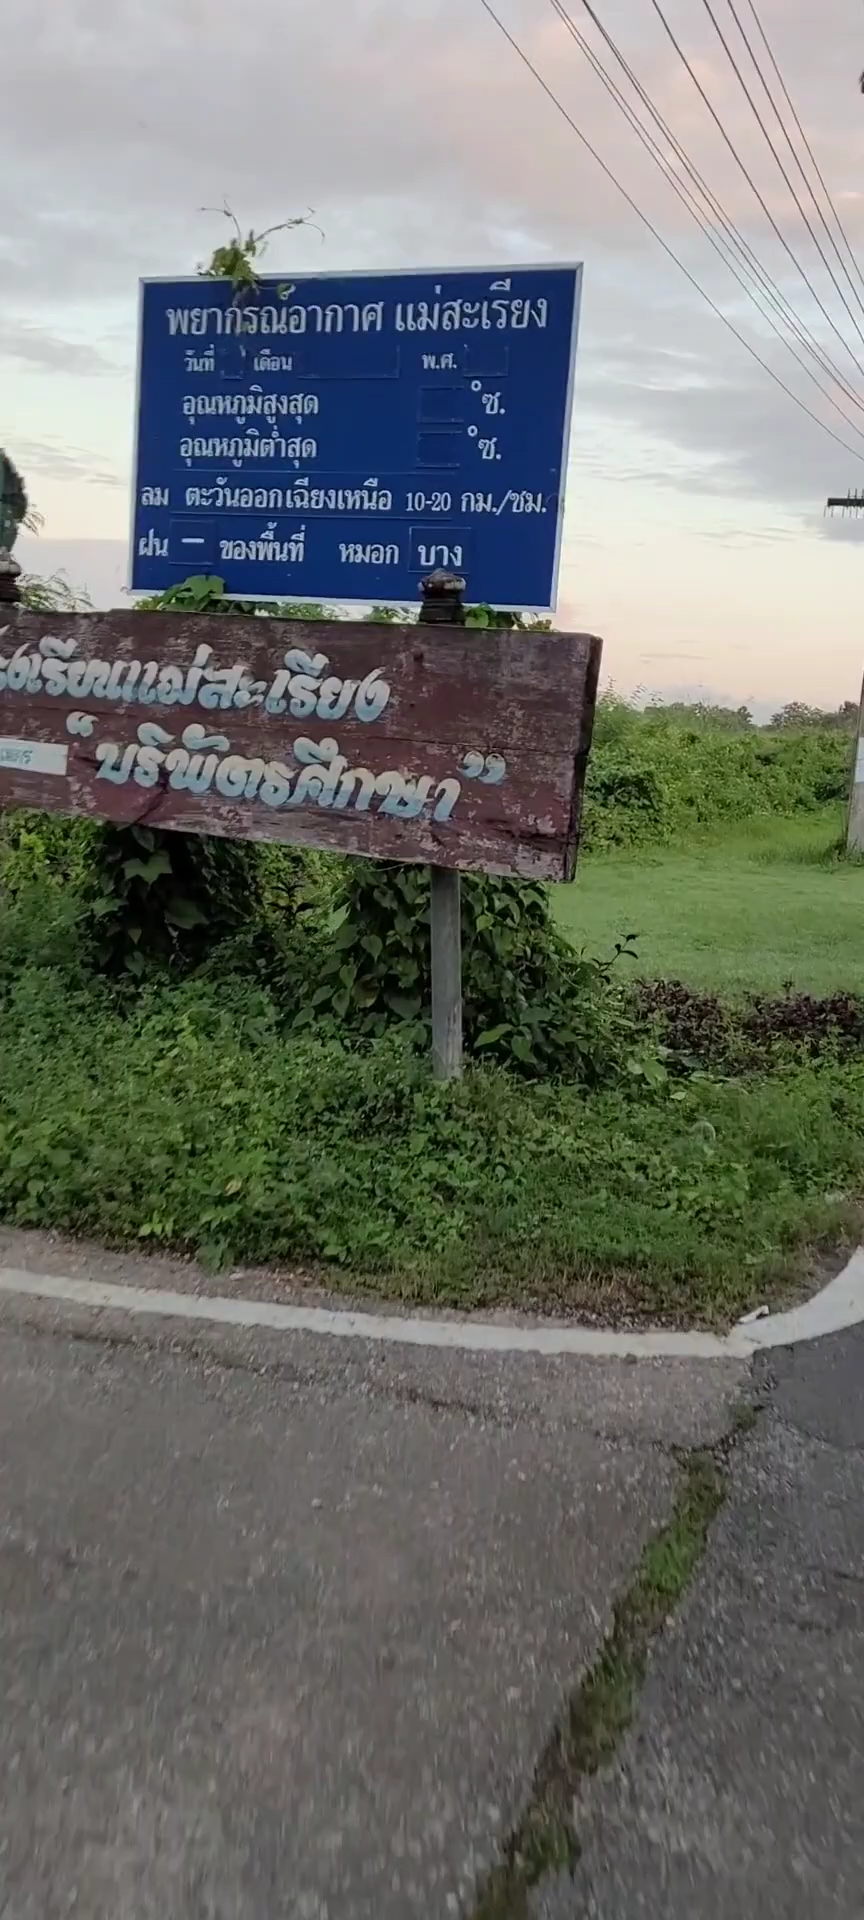 พยากรณ์อากาศ แม่สะเรียง
วันที่ เดือน พ.ศ.
อุณหภูมิสูงสุด °ซ.
อุณหภูมิต่ำสุด °ซ.
ลม ตะวันออกเฉียงเหนือ 10-20 กม./ชม.
ฝน - ของพื้นที่ หมอก บาง
งเรียนแม่สะเรียง
“บริพัตรศึกษา”